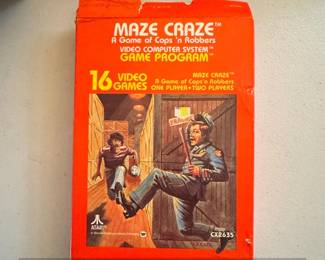 MAZE CRAZE™
A Game of Cops 'n Robbers
VIDEO COMPUTER SYSTEM™
GAME PROGRAM™
16 VIDEO GAMES
MAZE CRAZE™
A Game of Cops 'n Robbers
ONE PLAYER • TWO PLAYERS
ATARI®
CX2635